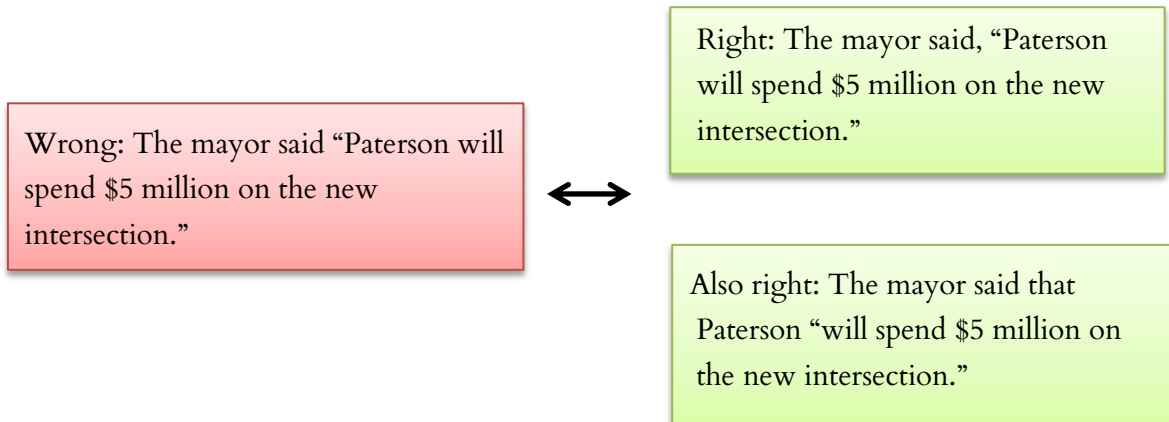 Wrong: The mayor said “Paterson will
spend $5 million on the new
intersection.”
Right: The mayor said, “Paterson
will spend $5 million on the new
intersection.”
Also right: The mayor said that
Paterson “will spend $5 million on
the new intersection.”